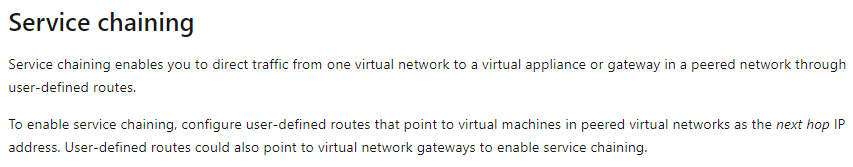 Service chaining
Service chaining enables you to direct traffic from one virtual network to a virtual appliance or gateway in a peered network through
user-defined routes.
To enable service chaining, configure user-defined routes that point to virtual machines in peered virtual networks as the next hop IP
address. User-defined routes could also point to virtual network gateways to enable service chaining.